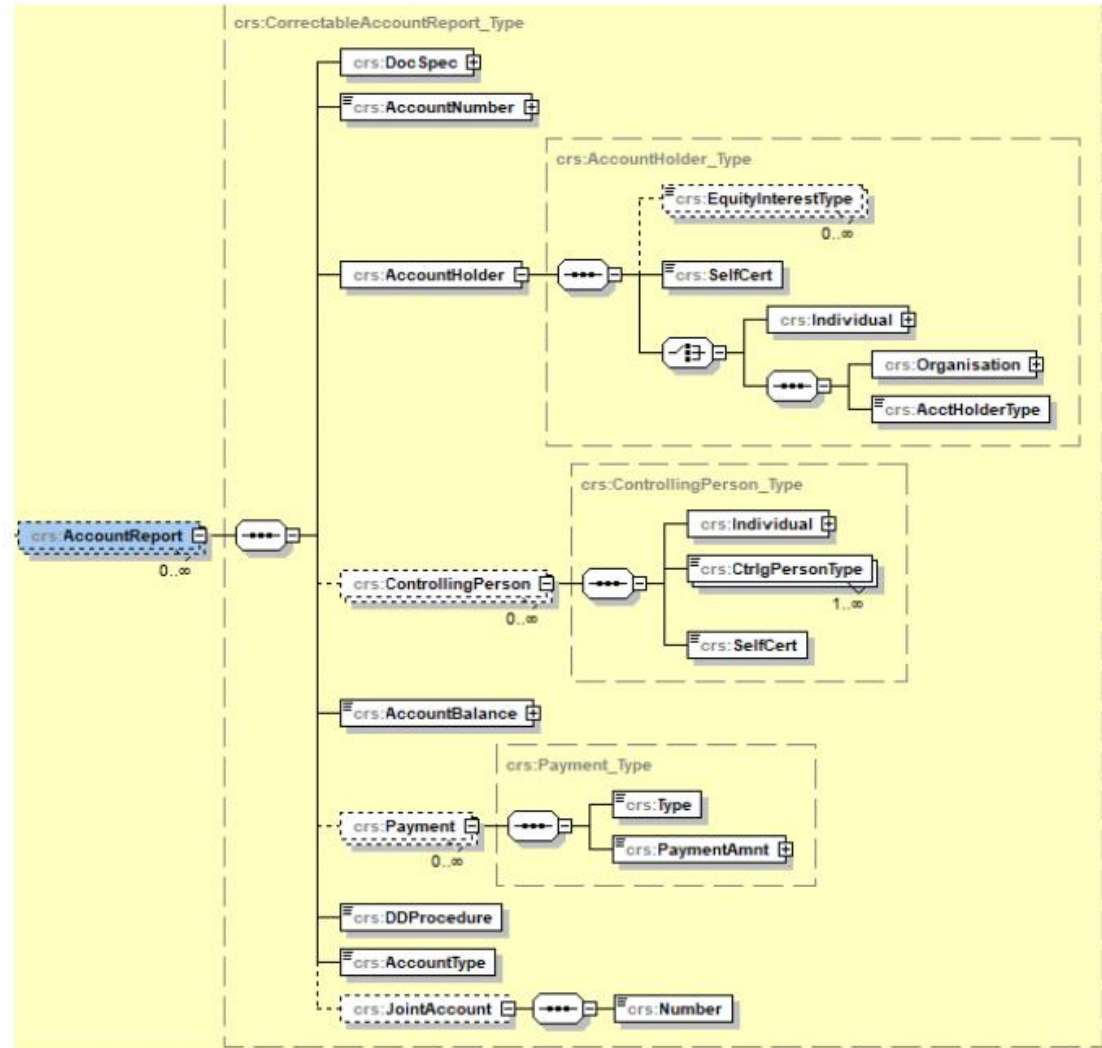 crs:CorrectableAccountReport_Type
crs:DocSpec
crs:AccountNumber
crs:AccountHolder_Type
crs:EquityInterestType
0..∞
crs:AccountHolder
crs:SelfCert
crs:Individual
crs:Organisation
crs:AcctHolderType
crs:ControllingPerson_Type
crs:Individual
crs:AccountReport
0..∞
crs:ControllingPerson
0..∞
crs:CtrlgPersonType
1..∞
crs:SelfCert
crs:AccountBalance
crs:Payment_Type
crs:Type
crs:Payment
0..∞
crs:PaymentAmnt
crs:DDProcedure
crs:AccountType
crs:JointAccount
crs:Number